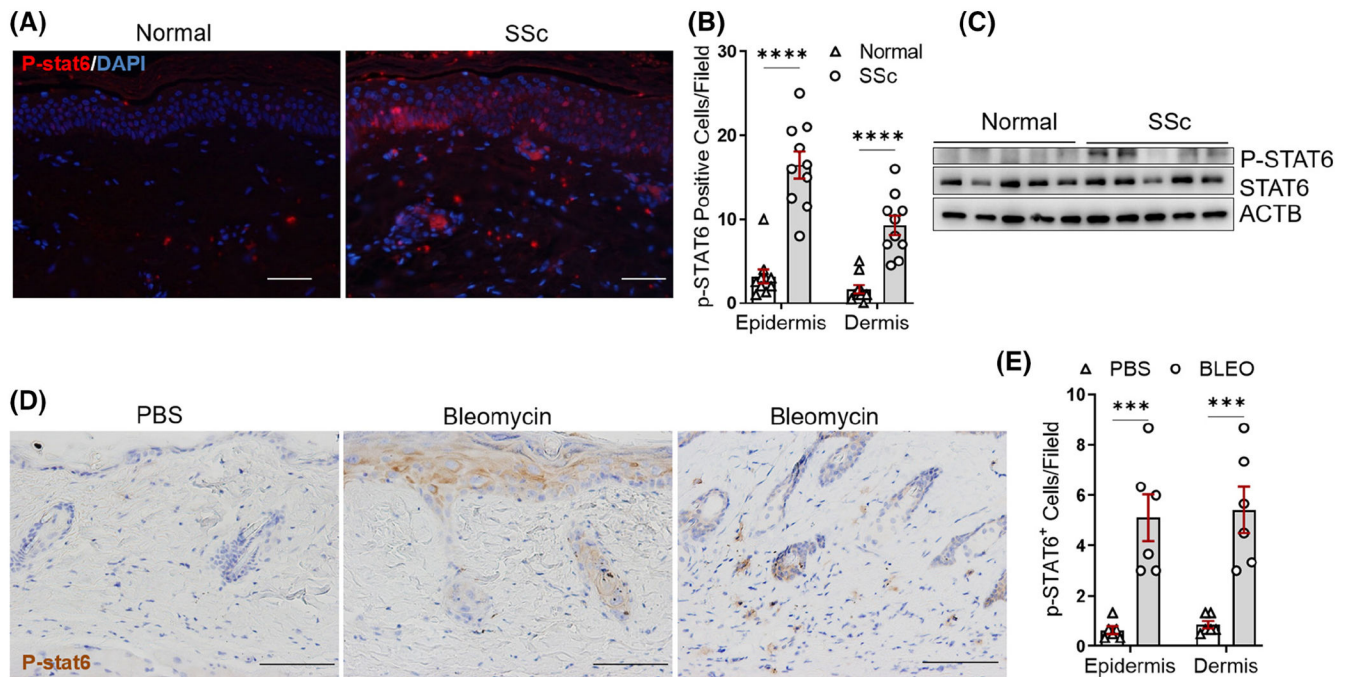 (A)
Normal
SSc
P-stat6/DAPI
(B)
p-STAT6 Positive Cells/Fileld
30
20
10
0
****
****
Normal
SSc
Epidermis
Dermis
(C)
Normal
SSc
P-STAT6
STAT6
ACTB
(D)
PBS
Bleomycin
Bleomycin
P-stat6
(E)
PBS
BLEO
p-STAT6+ Cells/Fileld
10
8
6
4
2
0
***
***
Epidermis
Dermis